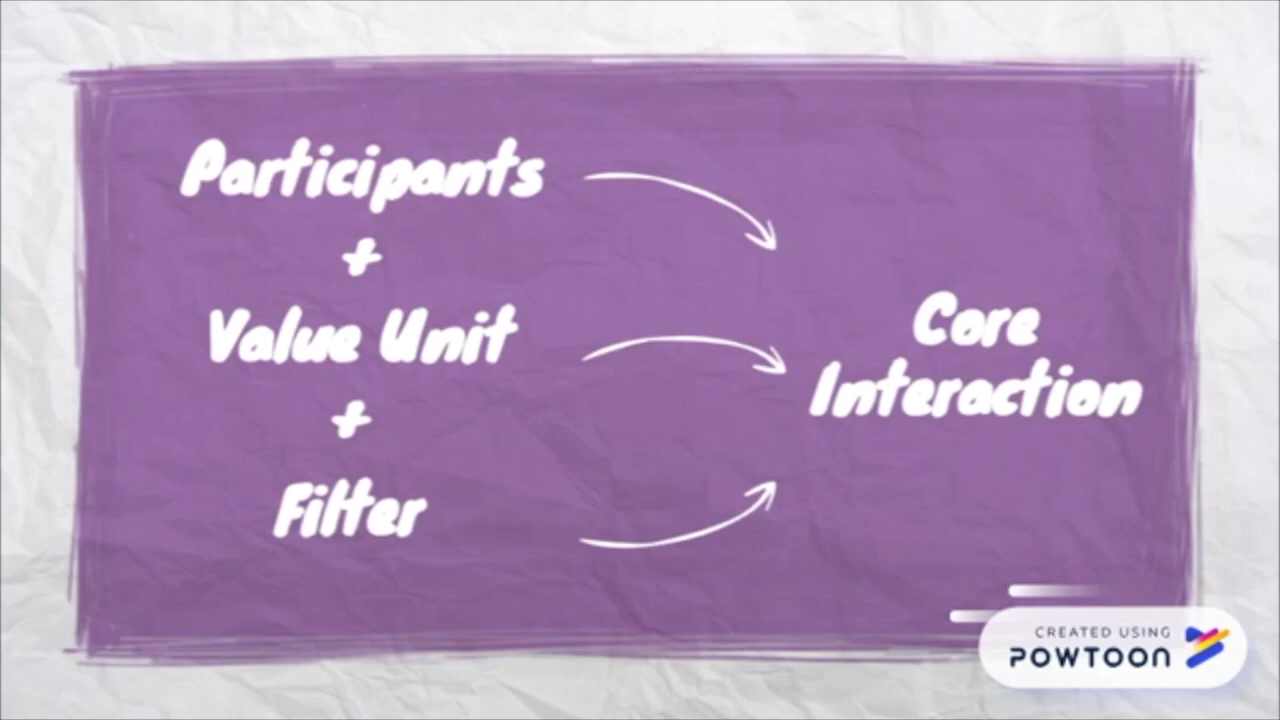 Participants
+
Value Unit
+
Filter
Core
Interaction
CREATED USING
POWTOON